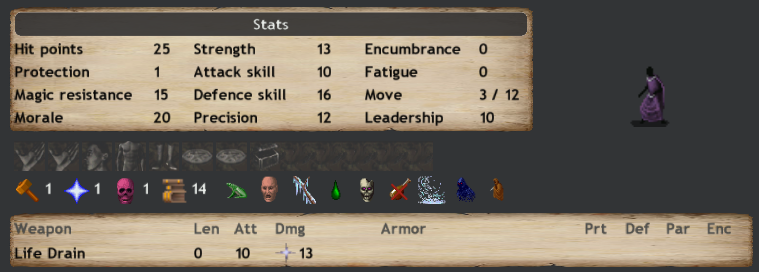 Stats
Hit points 25 Strength 13 Encumbrance 0
Protection 1 Attack skill 10 Fatigue 0
Magic resistance 15 Defence skill 16 Move 3 / 12
Morale 20 Precision 12 Leadership 10
1 1 1 14
Weapon Len Att Dmg Armor Prt Def Par Enc
Life Drain 0 10 13